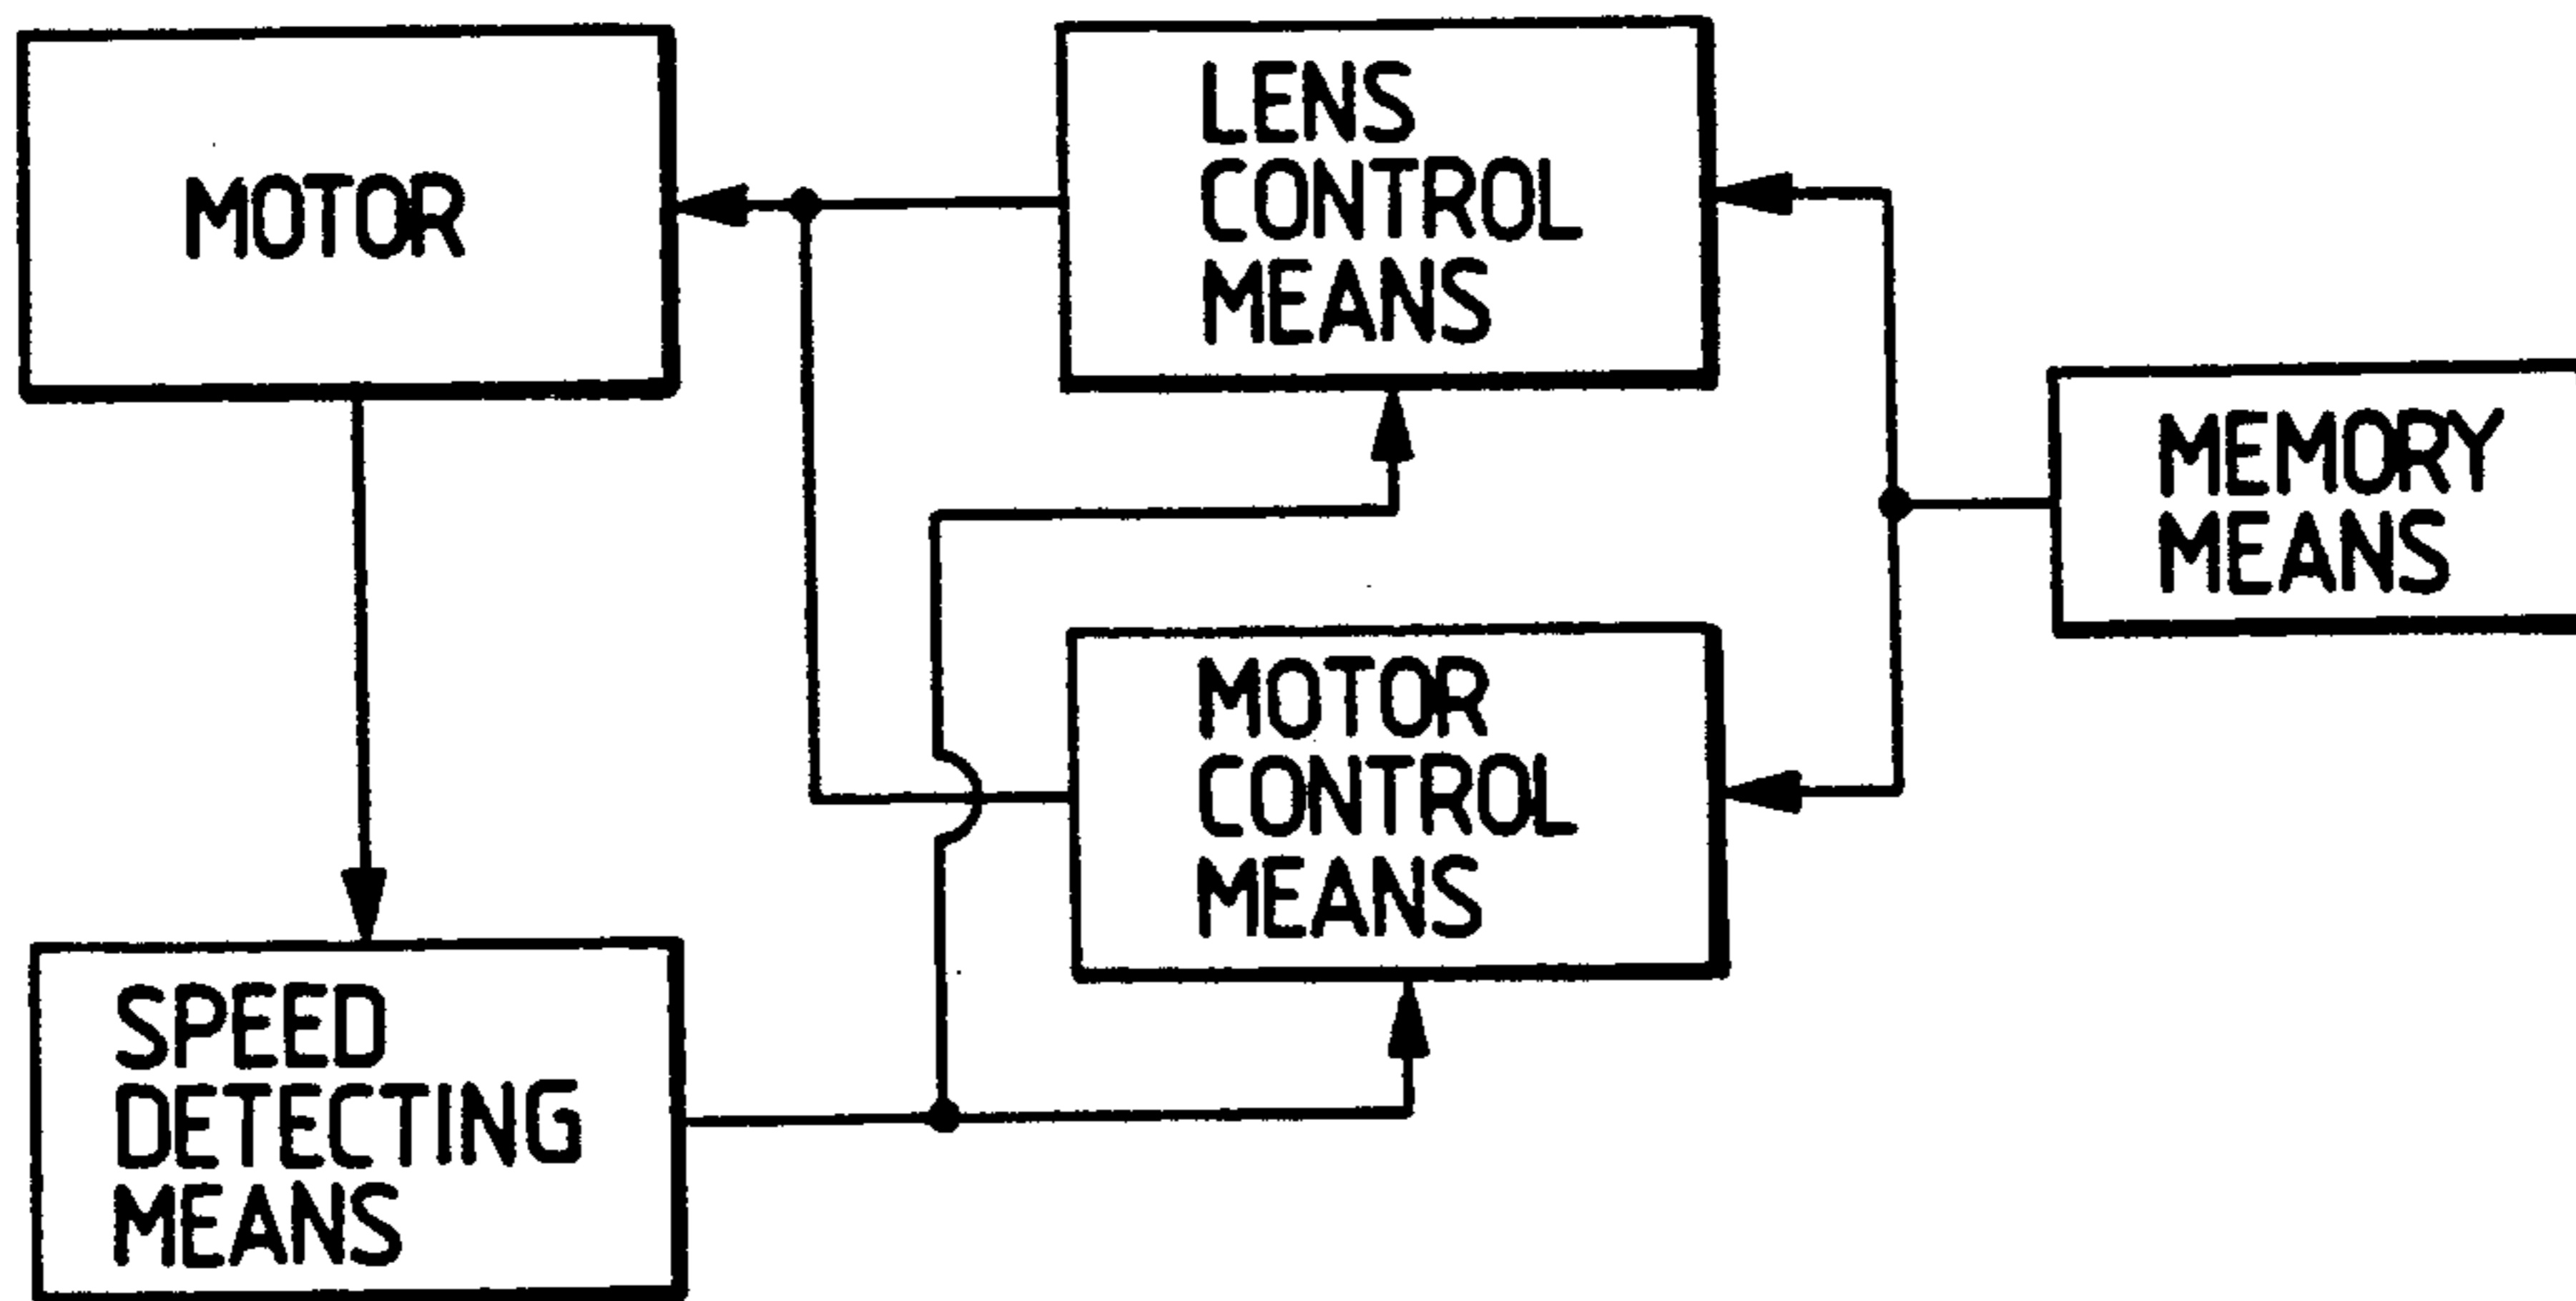 MOTOR
LENS
CONTROL
MEANS
MEMORY
MEANS
MOTOR
CONTROL
MEANS
SPEED
DETECTING
MEANS